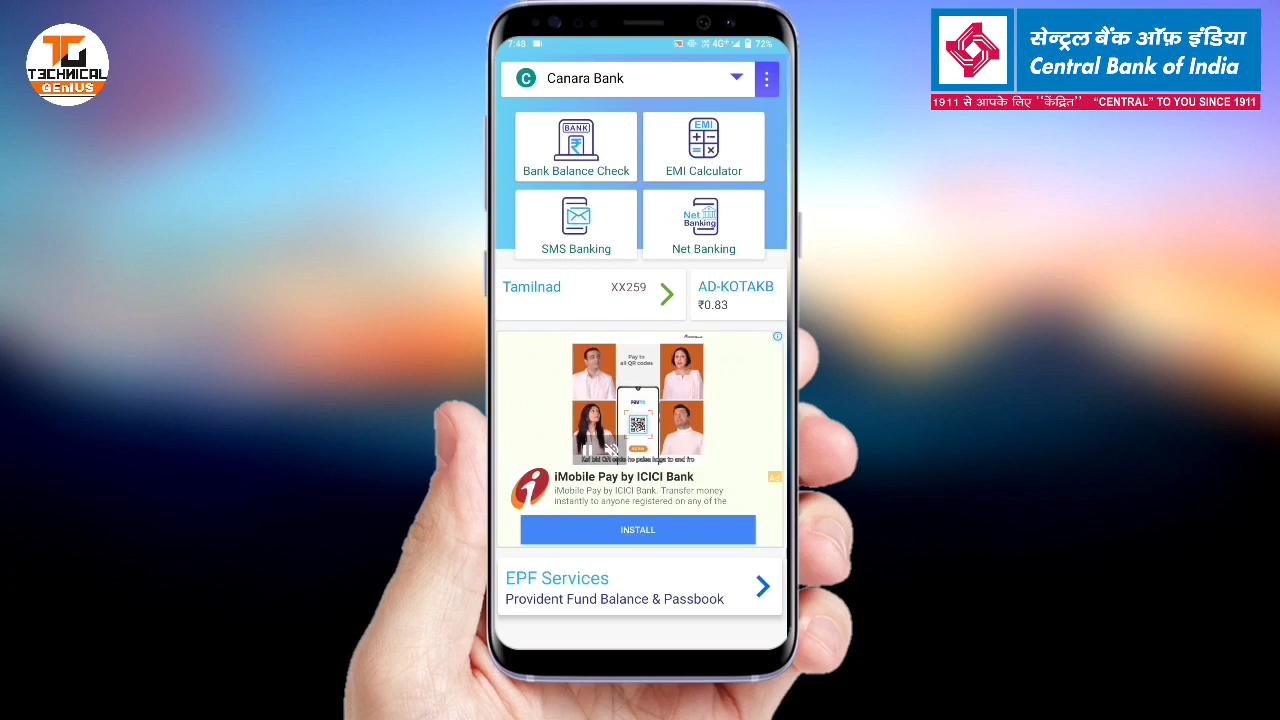 TG
T3CHNICAL
GENIUS
सेन्ट्रल बैंक ऑफ़ इंडिया
Central Bank of India
1911 से आपके लिए "केंद्रित" "CENTRAL" TO YOU SINCE 1911
7:48
4G+ 72%
C Canara Bank
BANK
Bank Balance Check
EMI
EMI Calculator
SMS Banking
Net
Banking
Net Banking
Tamilnad XX259
AD-KOTAKB
₹0.83
Pay to
all QR codes
iMobile Pay by ICICI Bank
Ad
iMobile Pay by ICICI Bank. Transfer money
instantly to anyone registered on any of the
INSTALL
EPF Services
Provident Fund Balance & Passbook